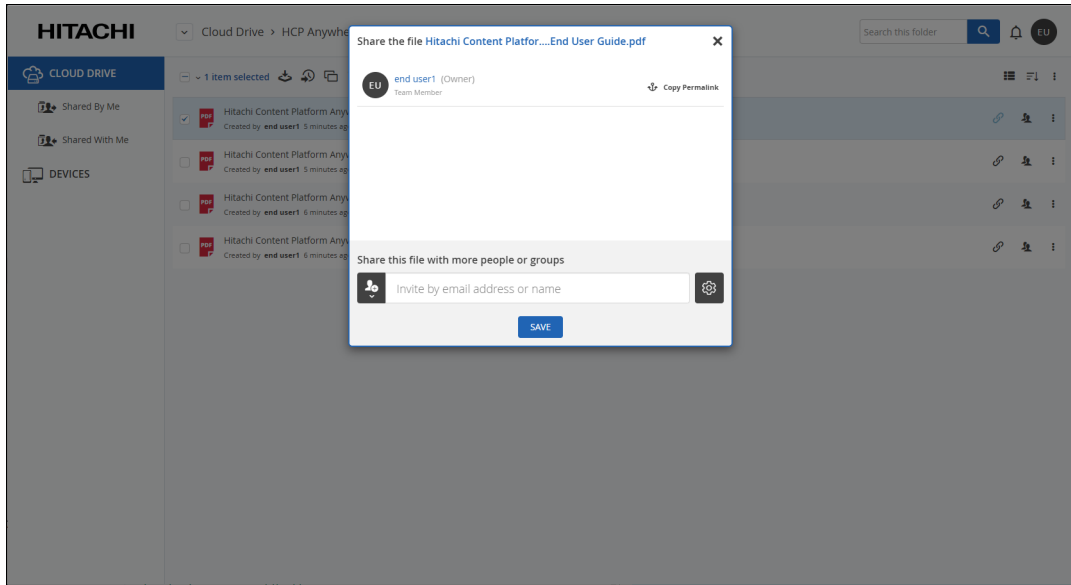 HITACHI
Cloud Drive > HCP Anywhe
Search this folder
EU
CLOUD DRIVE
Shared By Me
Shared With Me
DEVICES
1 item selected
PDF
Hitachi Content Platform Anyw
Created by end user1 5 minutes ag
PDF
Hitachi Content Platform Anyw
Created by end user1 5 minutes ag
PDF
Hitachi Content Platform Anyw
Created by end user1 6 minutes ag
PDF
Hitachi Content Platform Anyw
Created by end user1 6 minutes ag
Share the file Hitachi Content Platfor....End User Guide.pdf
EU
end user1 (Owner)
Team Member
Copy Permalink
Share this file with more people or groups
Invite by email address or name
SAVE